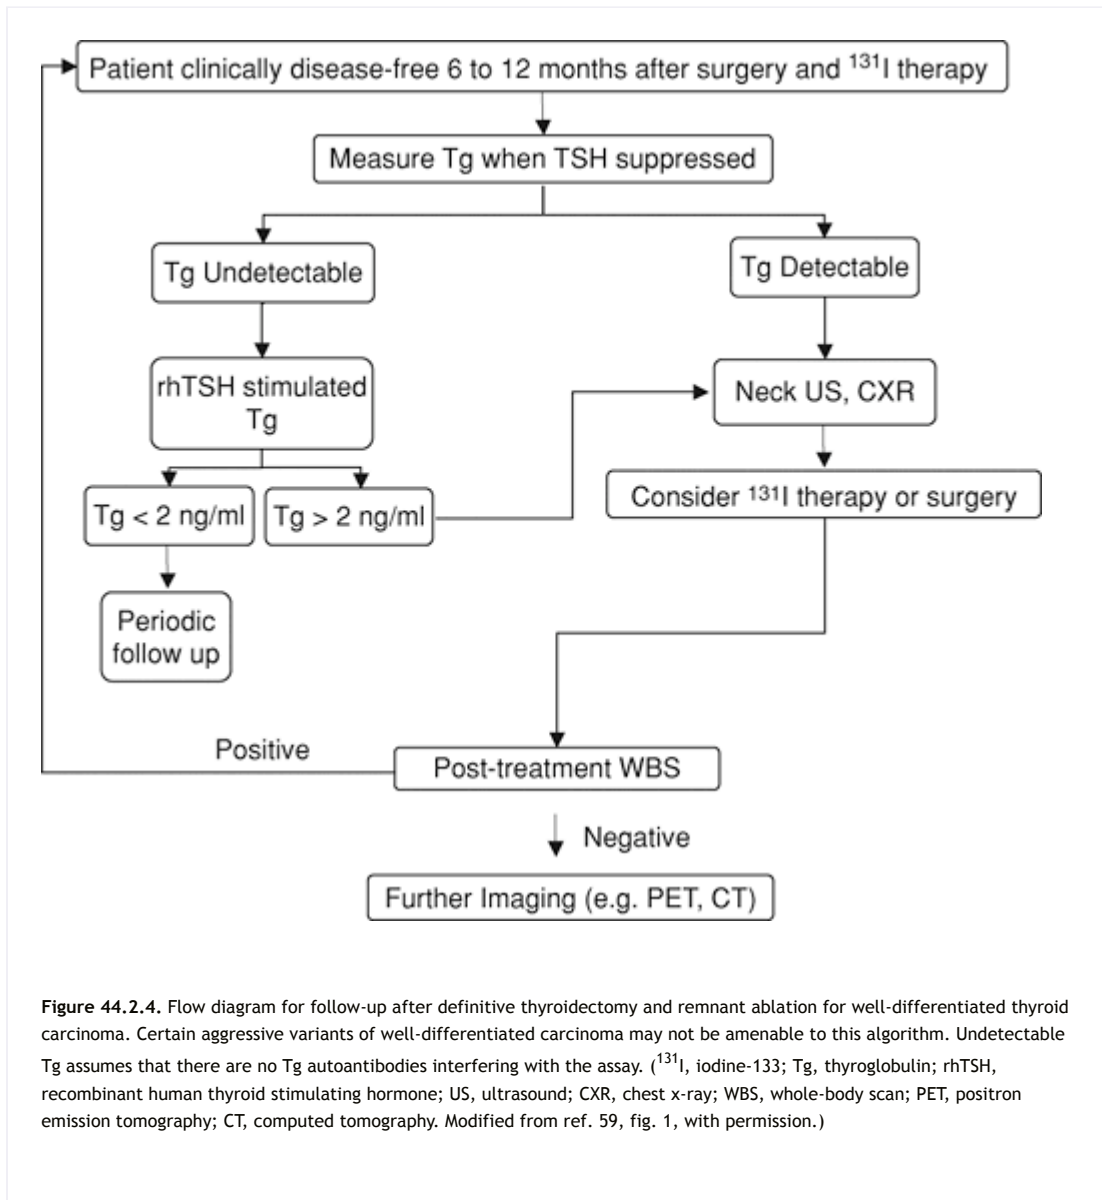 Patient clinically disease-free 6 to 12 months after surgery and ¹³¹I therapy
Measure Tg when TSH suppressed
Tg Undetectable
Tg Detectable
rhTSH stimulated
Tg
Neck US, CXR
Tg < 2 ng/ml
Tg > 2 ng/ml
Consider ¹³¹I therapy or surgery
Periodic
follow up
Positive
Post-treatment WBS
Negative
Further Imaging (e.g. PET, CT)
Figure 44.2.4. Flow diagram for follow-up after definitive thyroidectomy and remnant ablation for well-differentiated thyroid
carcinoma. Certain aggressive variants of well-differentiated carcinoma may not be amenable to this algorithm. Undetectable
Tg assumes that there are no Tg autoantibodies interfering with the assay. (¹³¹I, iodine-133; Tg, thyroglobulin; rhTSH,
recombinant human thyroid stimulating hormone; US, ultrasound; CXR, chest x-ray; WBS, whole-body scan; PET, positron
emission tomography; CT, computed tomography. Modified from ref. 59, fig. 1, with permission.)